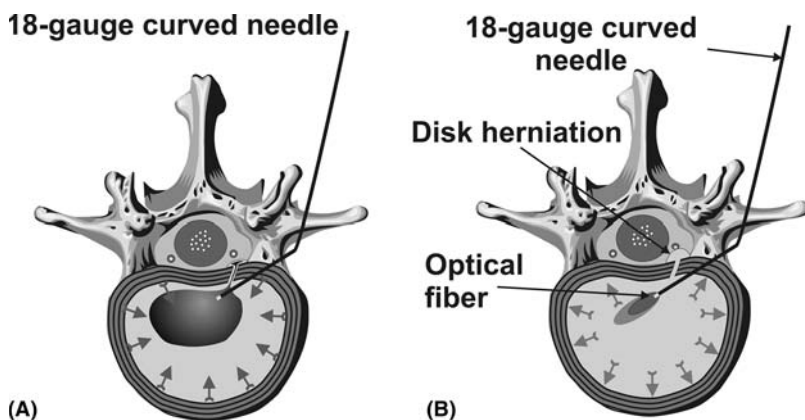 18-gauge curved needle
(A)
18-gauge curved
needle
Disk herniation
Optical
fiber
(B)